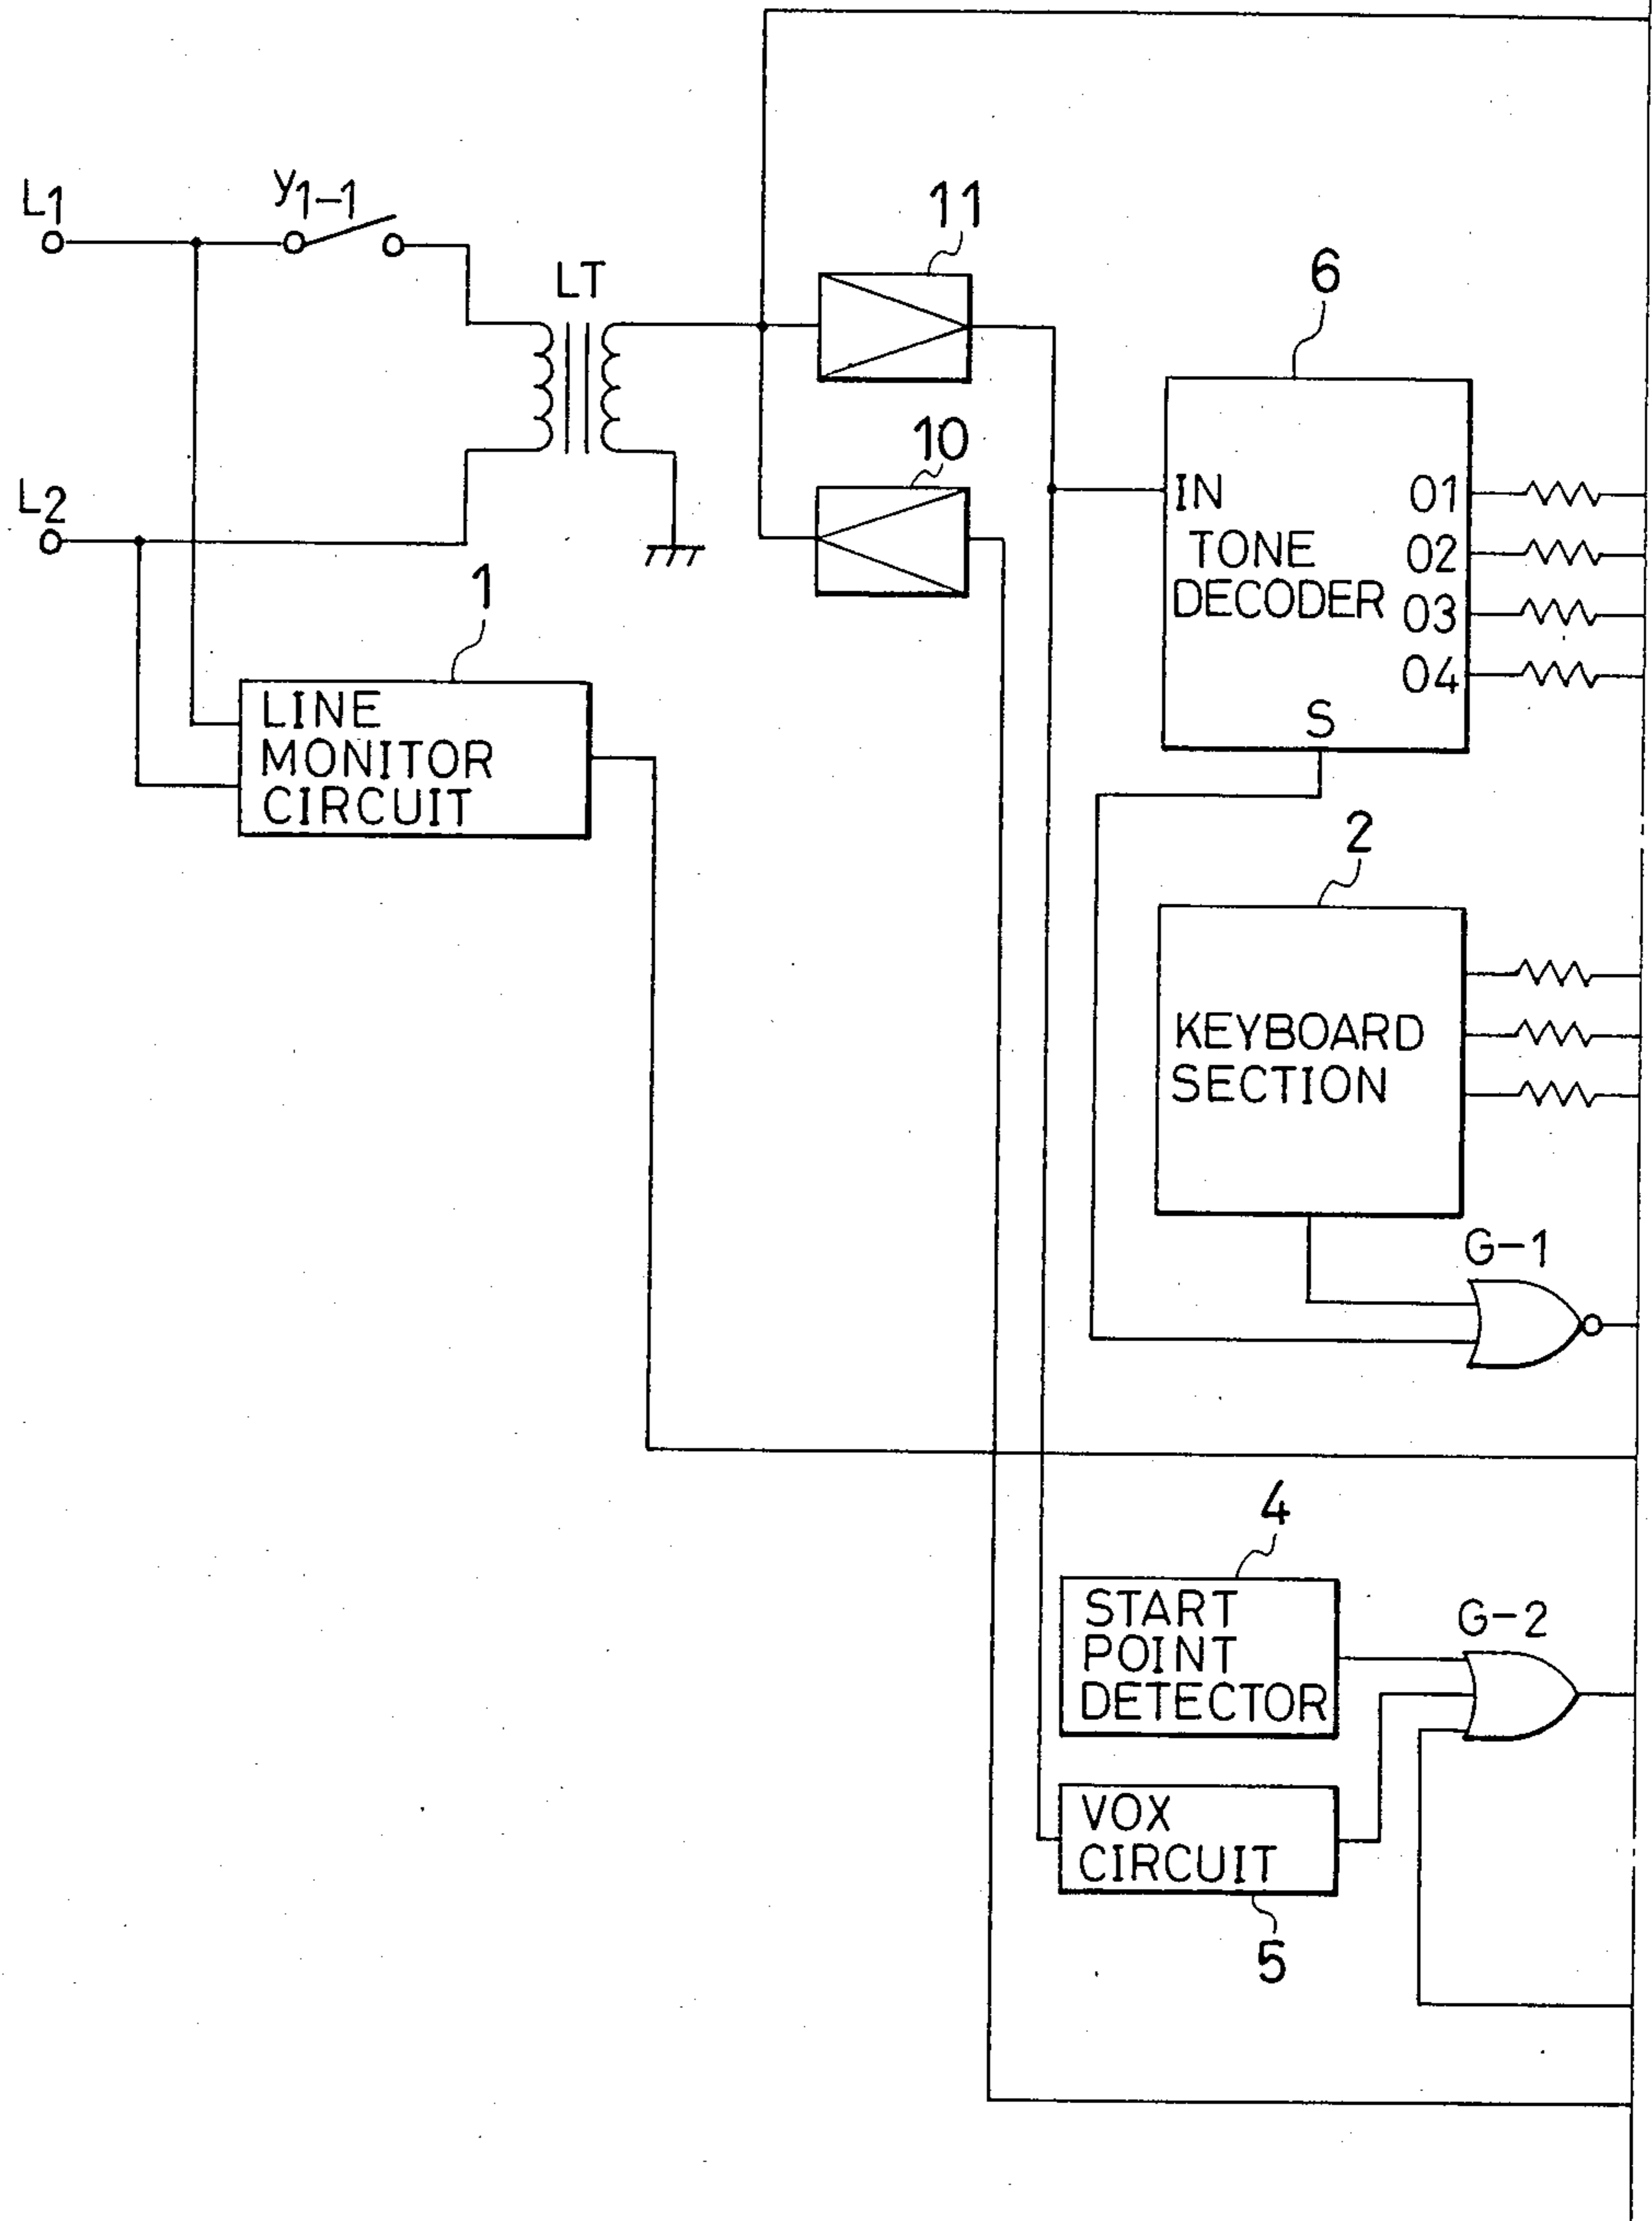 L1
y1-1
LT
11
6
10
L2
IN
TONE
DECODER
01
02
03
04
S
1
LINE
MONITOR
CIRCUIT
2
KEYBOARD
SECTION
G-1
4
START
POINT
DETECTOR
G-2
VOX
CIRCUIT
5